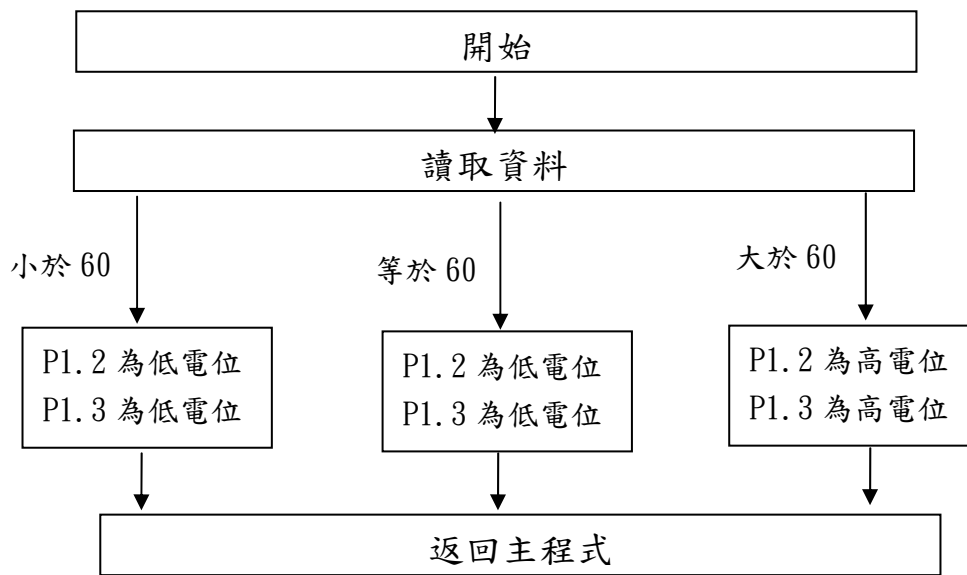 開始
讀取資料
小於 60
等於 60
大於 60
P1.2 為低電位
P1.3 為低電位
P1.2 為低電位
P1.3 為低電位
P1.2 為高電位
P1.3 為高電位
返回主程式